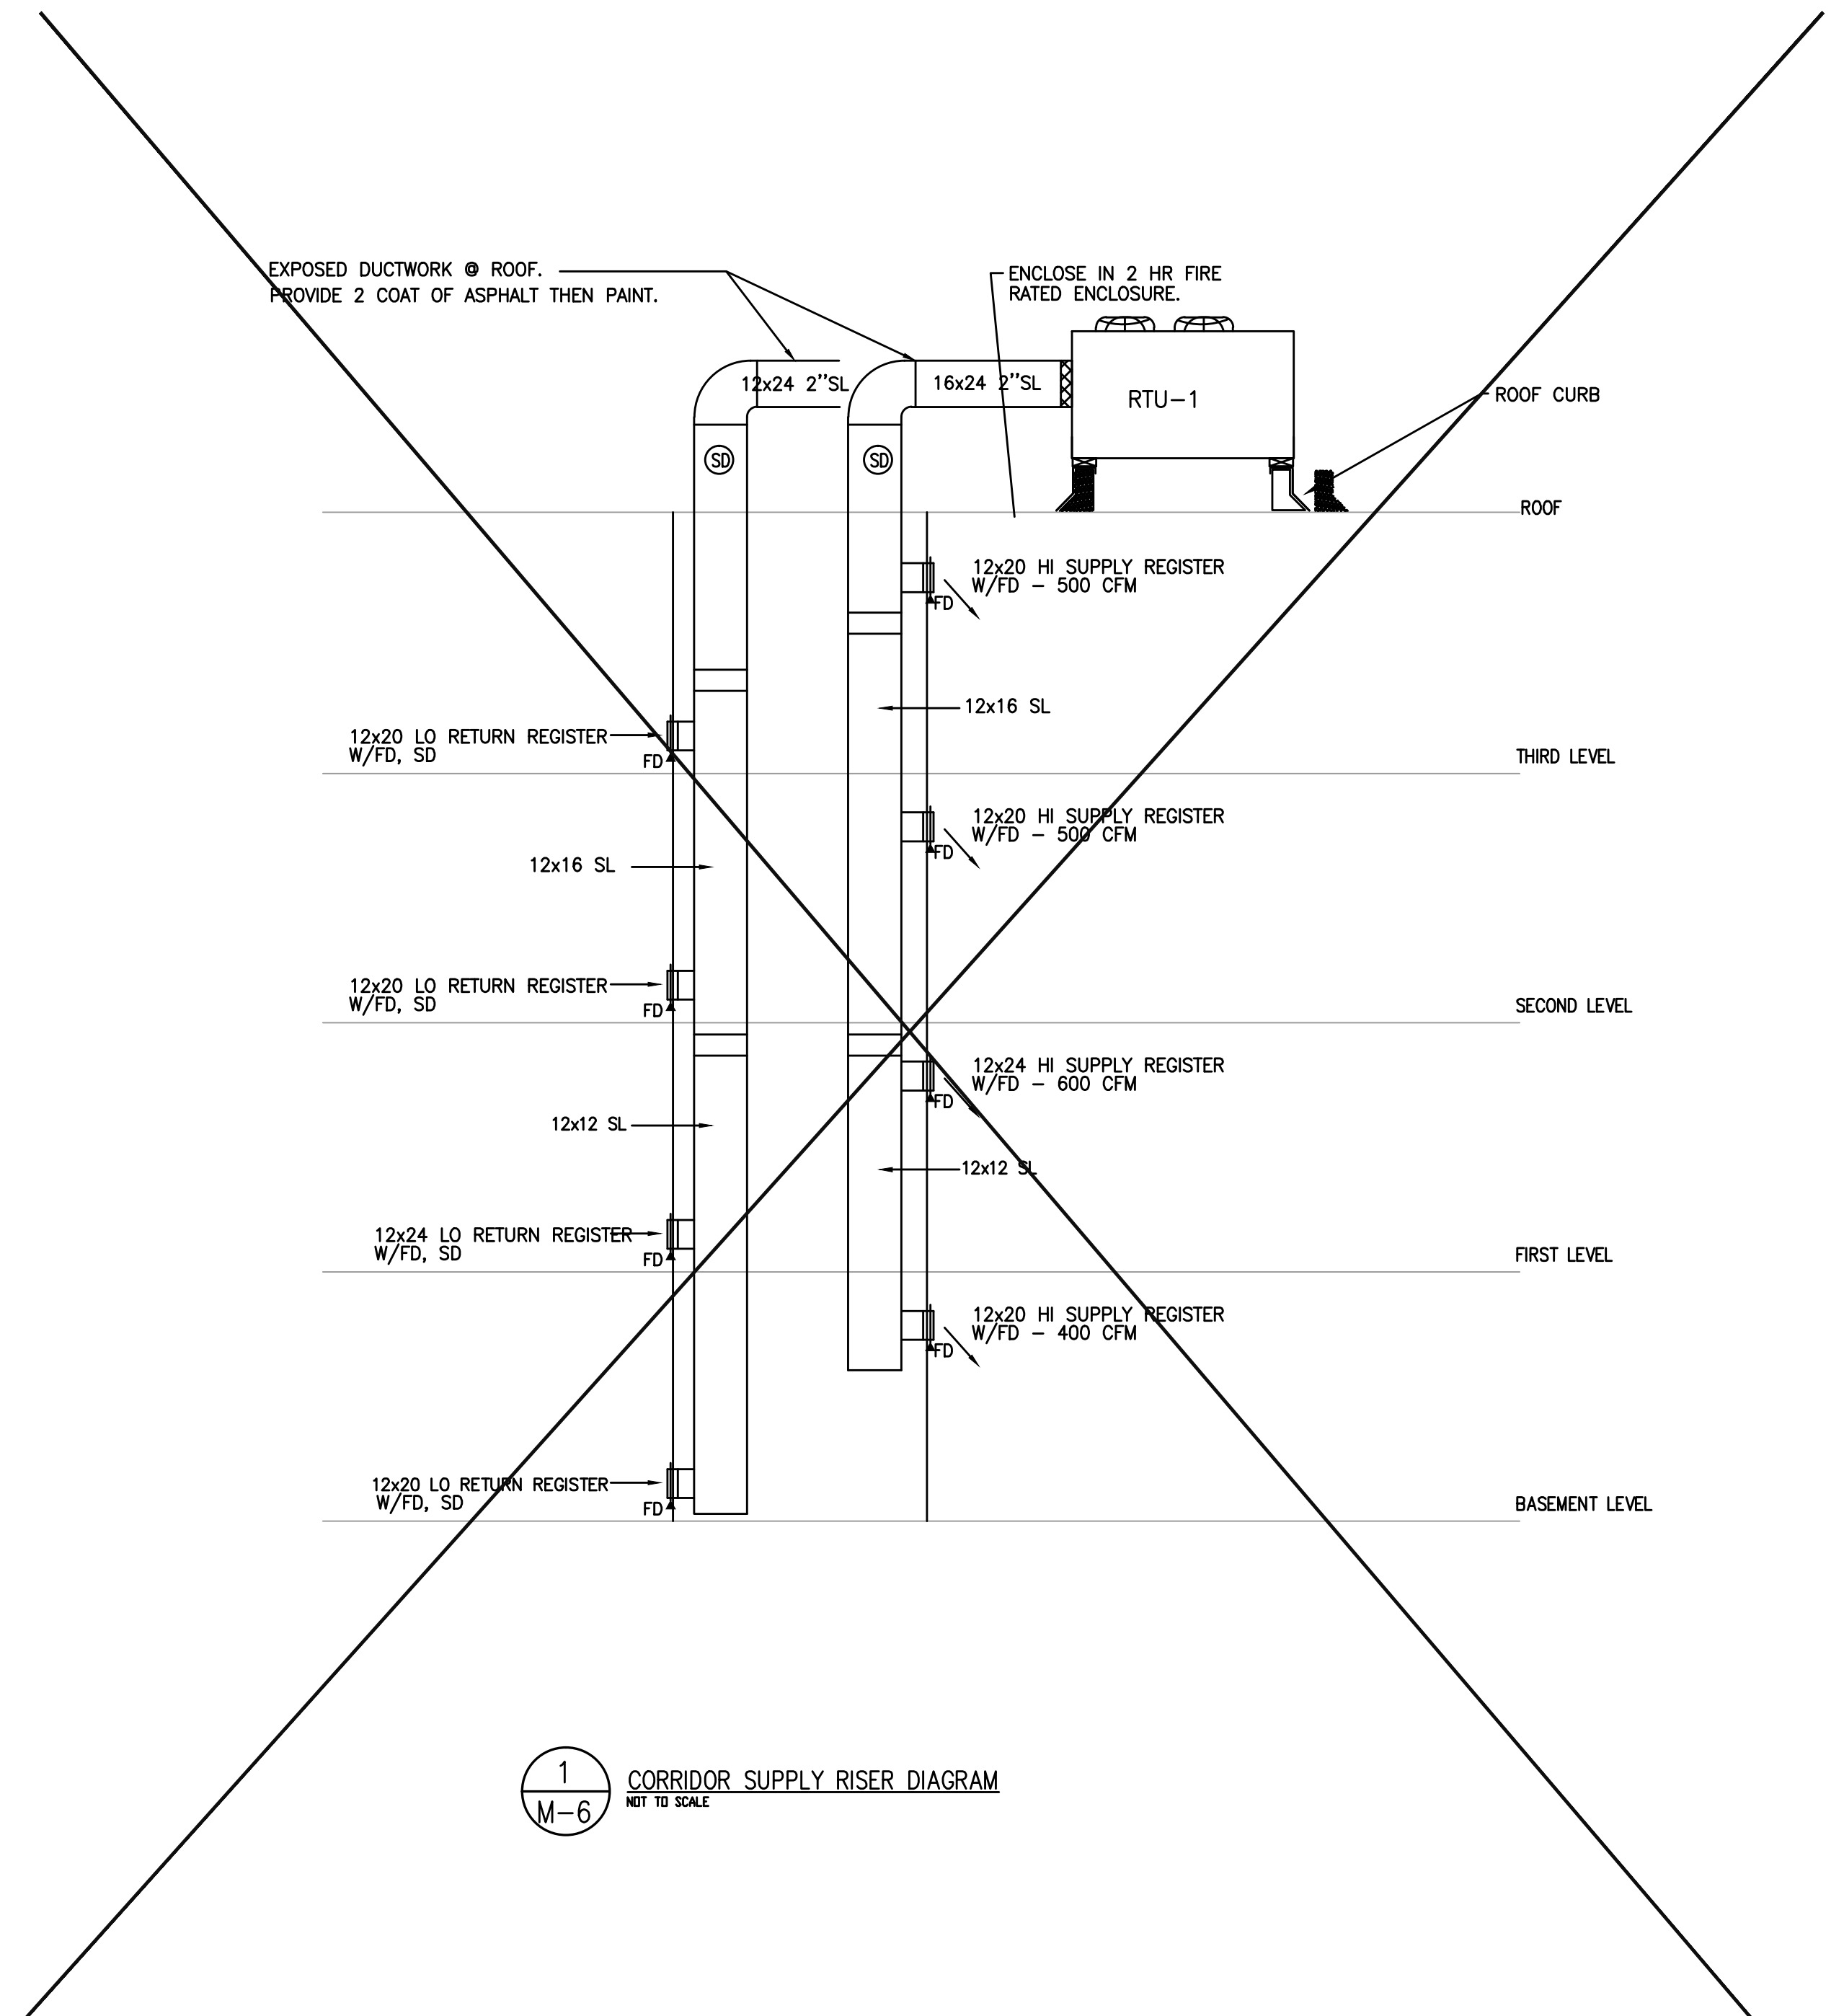 EXPOSED DUCTWORK @ ROOF.
PROVIDE 2 COAT OF ASPHALT THEN PAINT.
ENCLOSE IN 2 HR FIRE
RATED ENCLOSURE.
12x24 2"SL
16x24 2"SL
RTU-1
ROOF CURB
SD
SD
ROOF
12x20 HI SUPPLY REGISTER
W/FD - 500 CFM
FD
12x16 SL
12x20 LO RETURN REGISTER
W/FD, SD
FD
THIRD LEVEL
12x20 HI SUPPLY REGISTER
W/FD - 500 CFM
FD
12x16 SL
12x20 LO RETURN REGISTER
W/FD, SD
FD
SECOND LEVEL
12x24 HI SUPPLY REGISTER
W/FD - 600 CFM
FD
12x12 SL
12x12 SL
12x24 LO RETURN REGISTER
W/FD, SD
FD
FIRST LEVEL
12x20 HI SUPPLY REGISTER
W/FD - 400 CFM
FD
12x20 LO RETURN REGISTER
W/FD, SD
FD
BASEMENT LEVEL
1
M-6
CORRIDOR SUPPLY RISER DIAGRAM
NOT TO SCALE